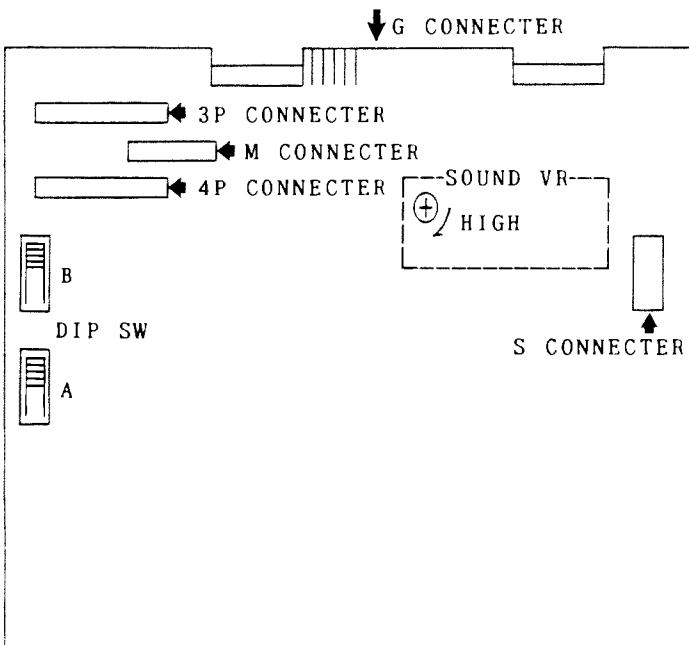 G CONNECTER
3P CONNECTER
M CONNECTER
4P CONNECTER
SOUND VR
HIGH
B
DIP SW
S CONNECTER
A